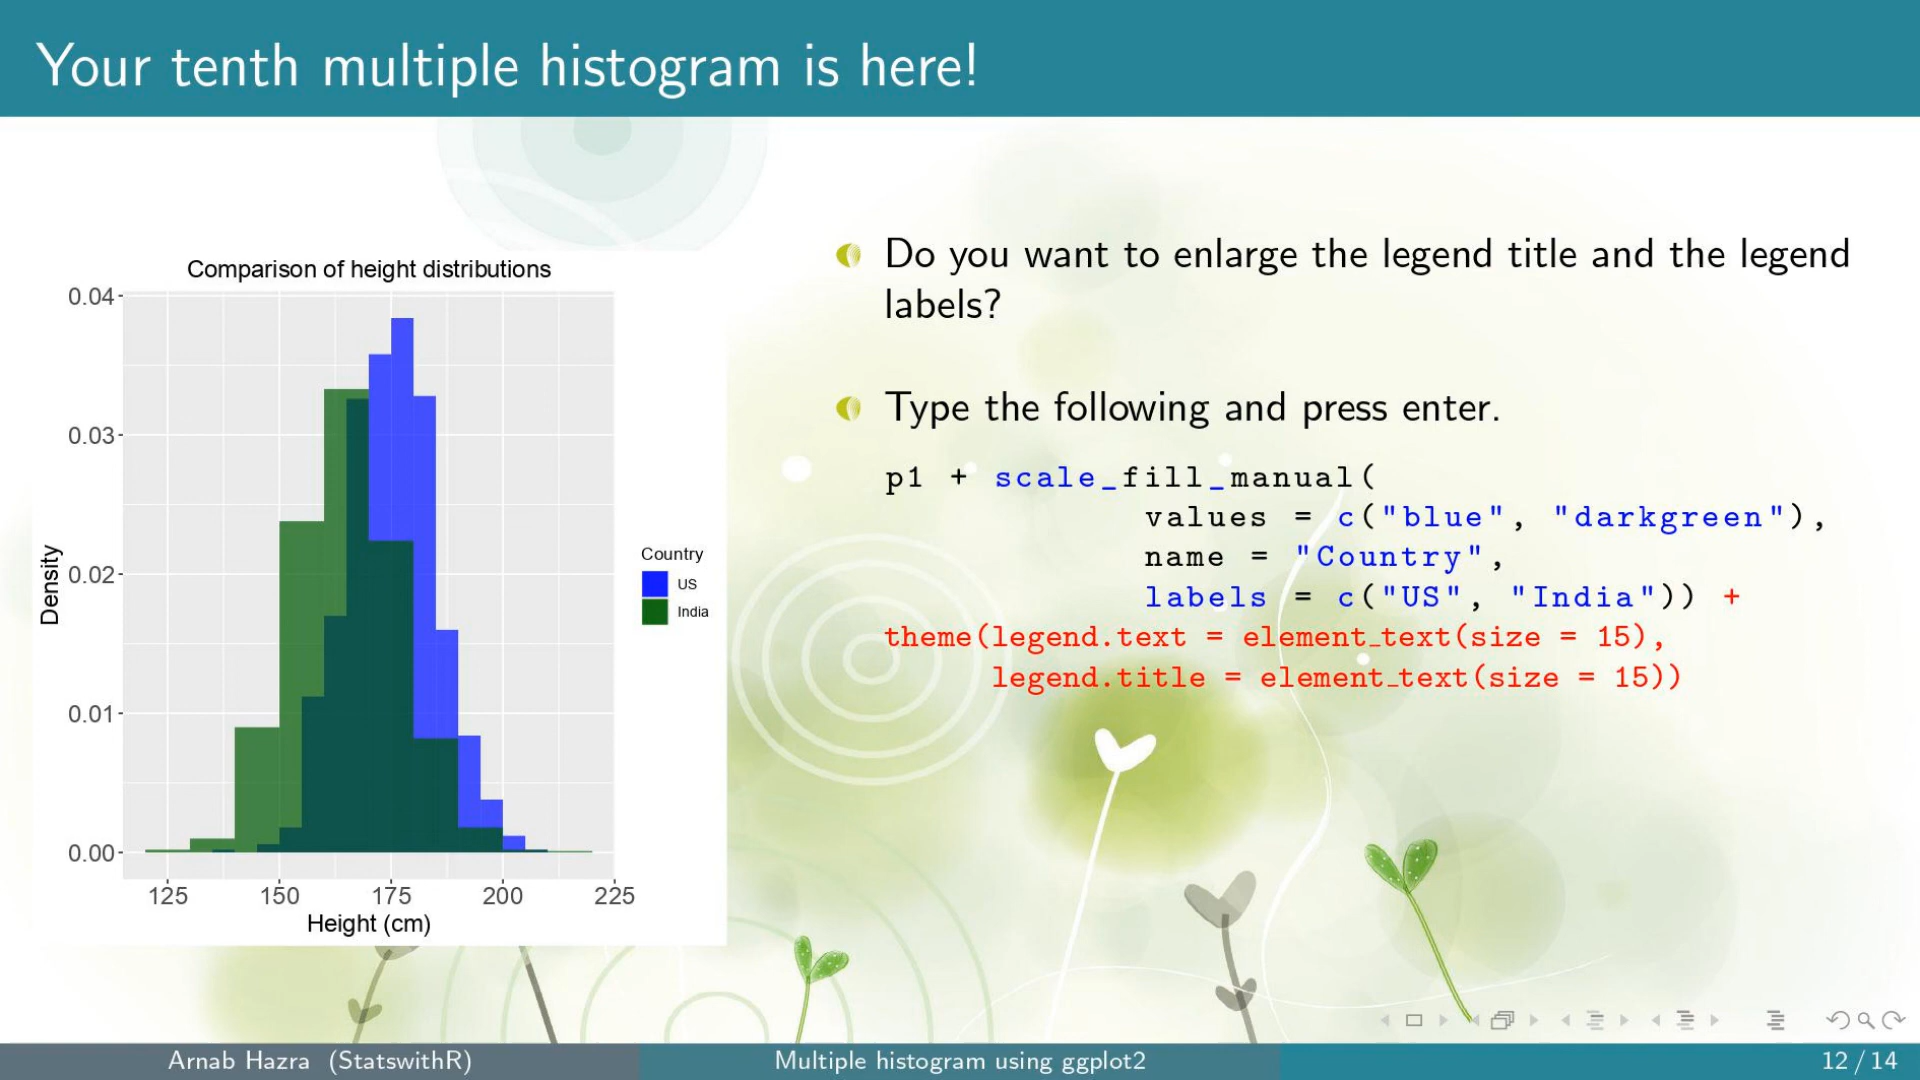 Your tenth multiple histogram is here!
Comparison of height distributions
0.04
0.03
0.02
0.01
0.00
Density
125 150 175 200 225
Height (cm)
Country
US
India
Do you want to enlarge the legend title and the legend
labels?
Type the following and press enter.
p1 + scale_fill_manual(
values = c("blue", "darkgreen"),
name = "Country",
labels = c("US", "India")) +
theme(legend.text = element_text(size = 15),
legend.title = element_text(size = 15))
Arnab Hazra (StatswithR)
Multiple histogram using ggplot2
12 / 14